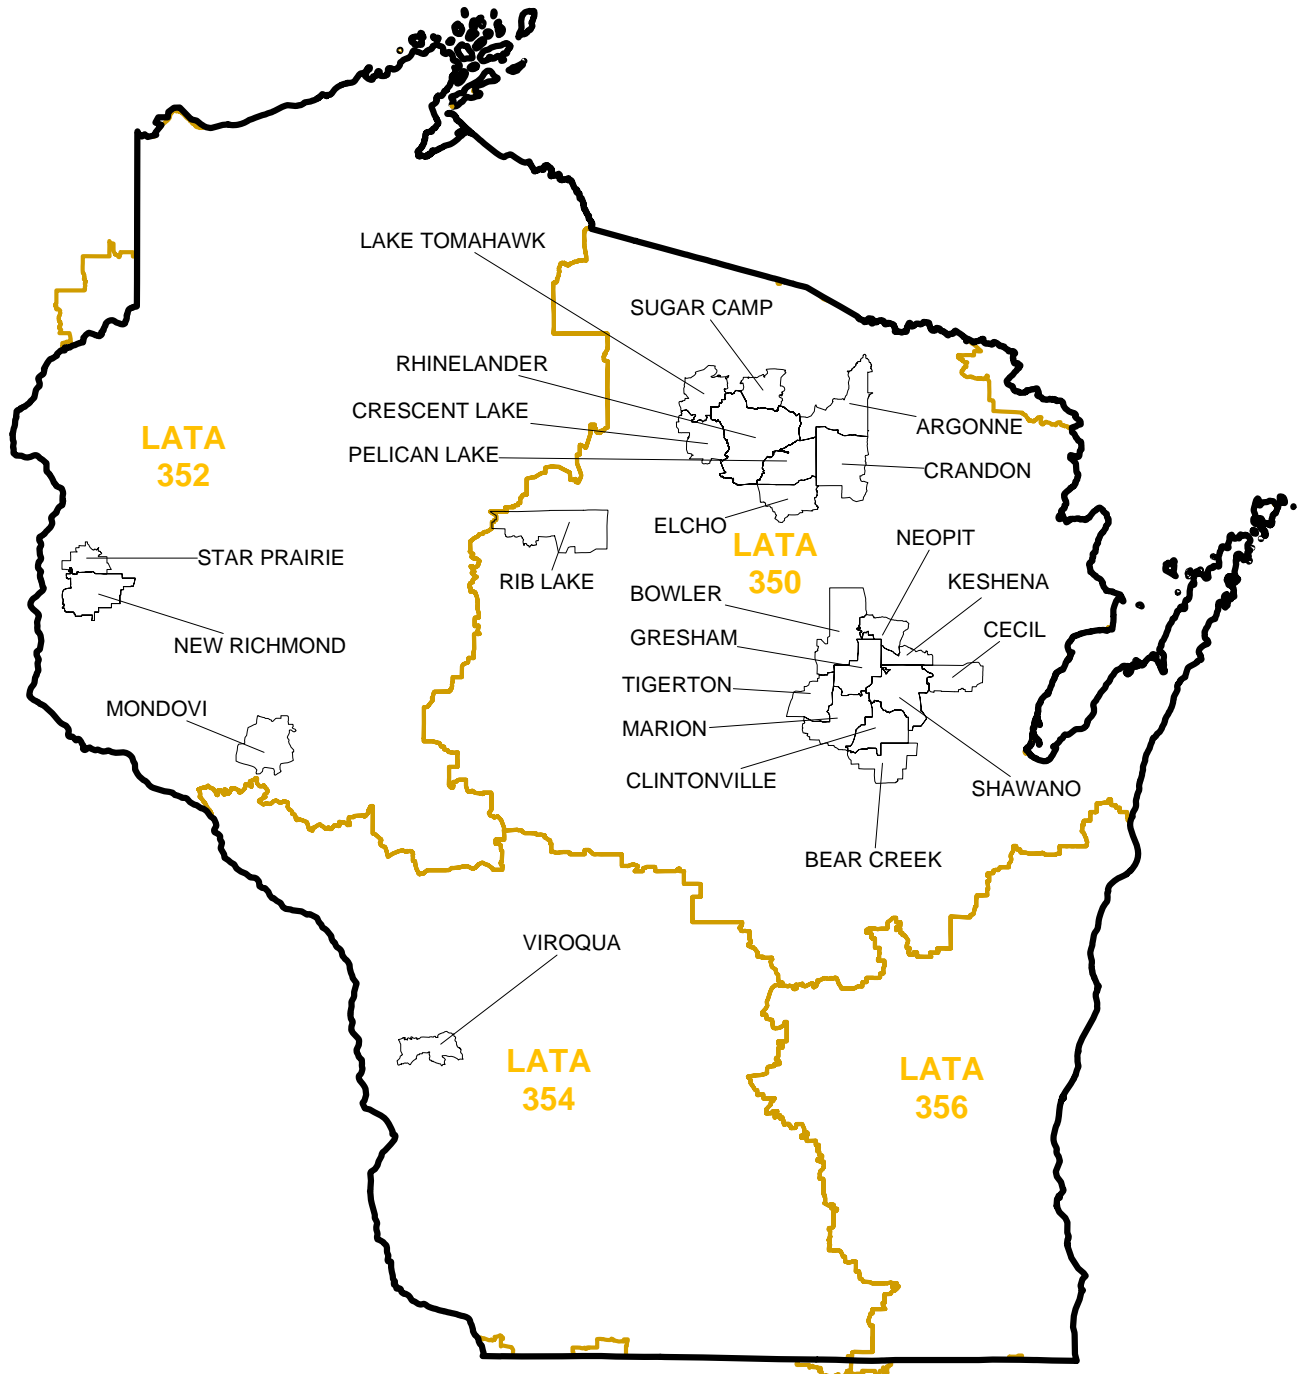 LAKE TOMAHAWK
SUGAR CAMP
RHINELANDER
CRESCENT LAKE
ARGONNE
LATA
352
PELICAN LAKE
CRANDON
ELCHO
NEOPIT
LATA
350
STAR PRAIRIE
RIB LAKE
KESHENA
BOWLER
CECIL
GRESHAM
NEW RICHMOND
TIGERTON
MONDOVI
MARION
CLINTONVILLE
SHAWANO
BEAR CREEK
VIROQUA
LATA
354
LATA
356